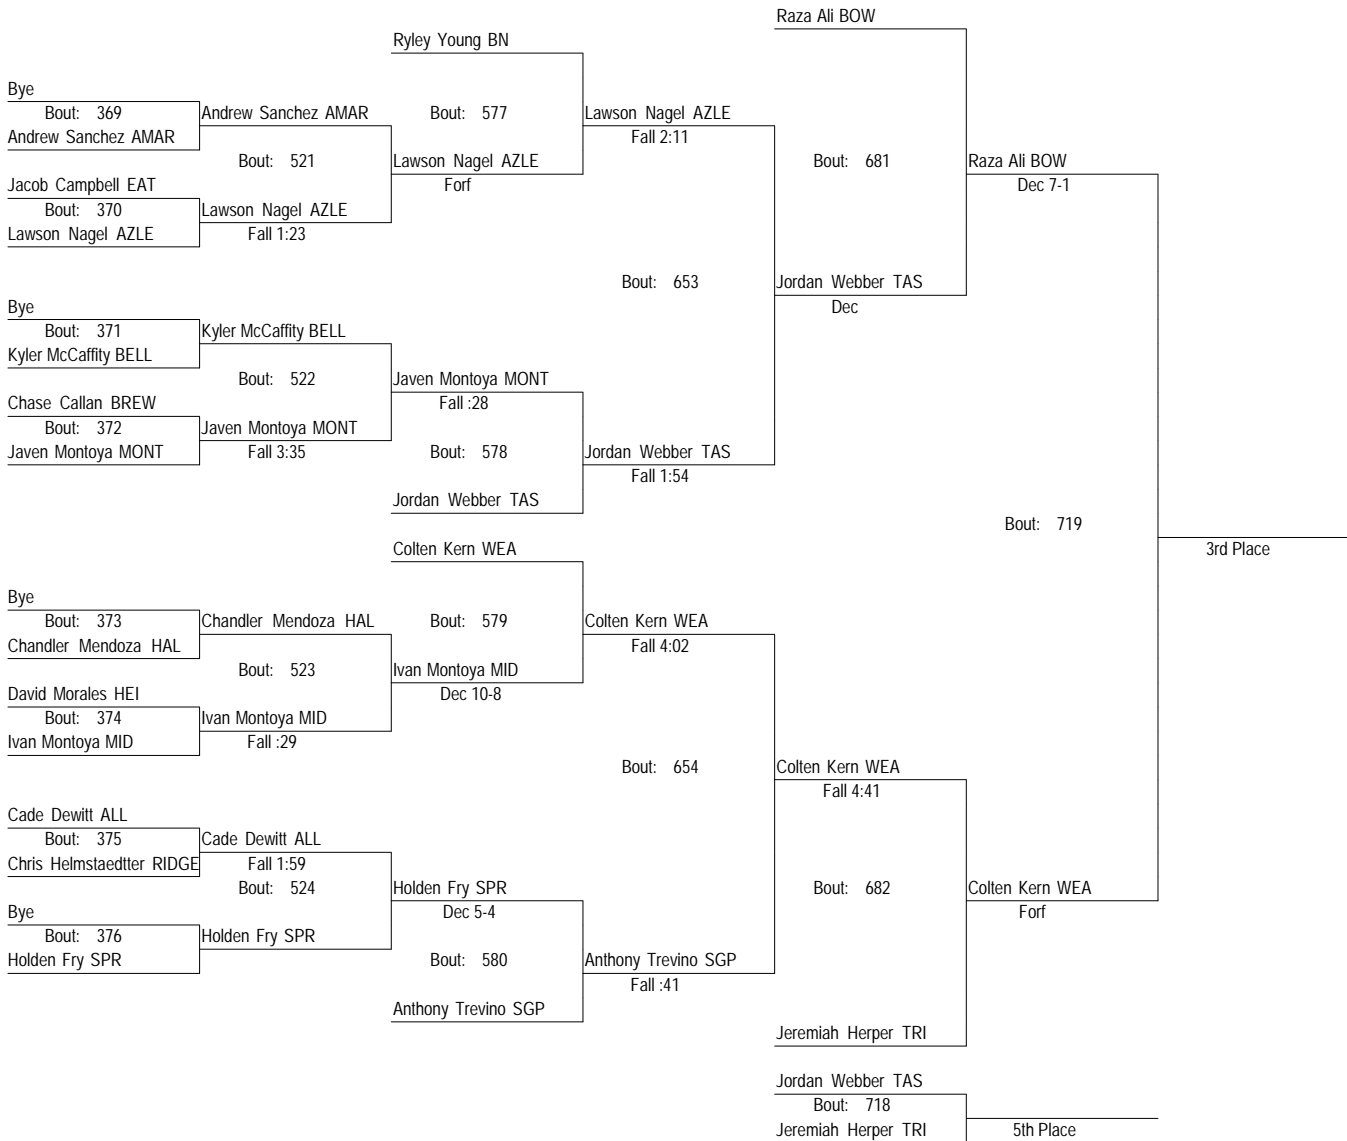 Raza Ali BOW
Ryley Young BN
Bye
Bout: 369
Andrew Sanchez AMAR
Andrew Sanchez AMAR
Bout: 577
Lawson Nagel AZLE
Fall 2:11
Bout: 521
Lawson Nagel AZLE
Forf
Bout: 681
Raza Ali BOW
Dec 7-1
Jacob Campbell EAT
Bout: 370
Lawson Nagel AZLE
Lawson Nagel AZLE
Fall 1:23
Bout: 653
Jordan Webber TAS
Dec
Bye
Bout: 371
Kyler McCaffity BELL
Kyler McCaffity BELL
Bout: 522
Javen Montoya MONT
Fall :28
Chase Callan BREW
Bout: 372
Javen Montoya MONT
Javen Montoya MONT
Fall 3:35
Bout: 578
Jordan Webber TAS
Fall 1:54
Jordan Webber TAS
Bout: 719
3rd Place
Colten Kern WEA
Bye
Bout: 373
Chandler Mendoza HAL
Chandler Mendoza HAL
Bout: 579
Colten Kern WEA
Fall 4:02
Bout: 523
Ivan Montoya MID
Dec 10-8
David Morales HEI
Bout: 374
Ivan Montoya MID
Ivan Montoya MID
Fall :29
Bout: 654
Colten Kern WEA
Fall 4:41
Cade Dewitt ALL
Bout: 375
Chris Helmstaedtter RIDGE
Cade Dewitt ALL
Fall 1:59
Bout: 524
Holden Fry SPR
Dec 5-4
Bout: 682
Colten Kern WEA
Forf
Bye
Bout: 376
Holden Fry SPR
Holden Fry SPR
Bout: 580
Anthony Trevino SGP
Fall :41
Anthony Trevino SGP
Jeremiah Herper TRI
Jordan Webber TAS
Bout: 718
Jeremiah Herper TRI
5th Place